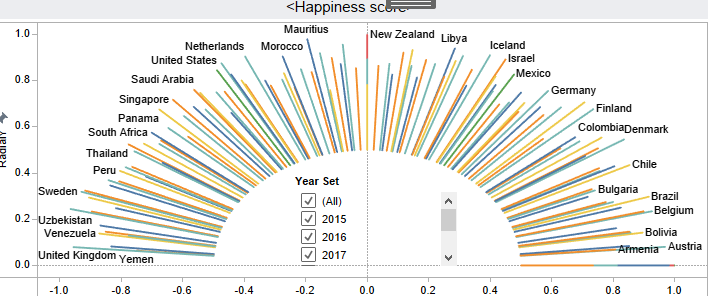 <Happiness score
Mauritius
New Zealand
Netherlands
Morocco
Libya
Iceland
United States
Israel
Saudi Arabia
Mexico
Singapore
Germany
Panama
Finland
South Africa
Colombia
Denmark
Thailand
Chile
Peru
Sweden
Bulgaria
Brazil
Belgium
Uzbekistan
Venezuela
Bolivia
United Kingdom
Yemen
Armenia
Austria
Year Set
(All)
2015
2016
2017
RadialY
1.0
0.8
0.6
0.4
0.2
0.0
-1.0 -0.8 -0.6 -0.4 -0.2 0.0 0.2 0.4 0.6 0.8 1.0